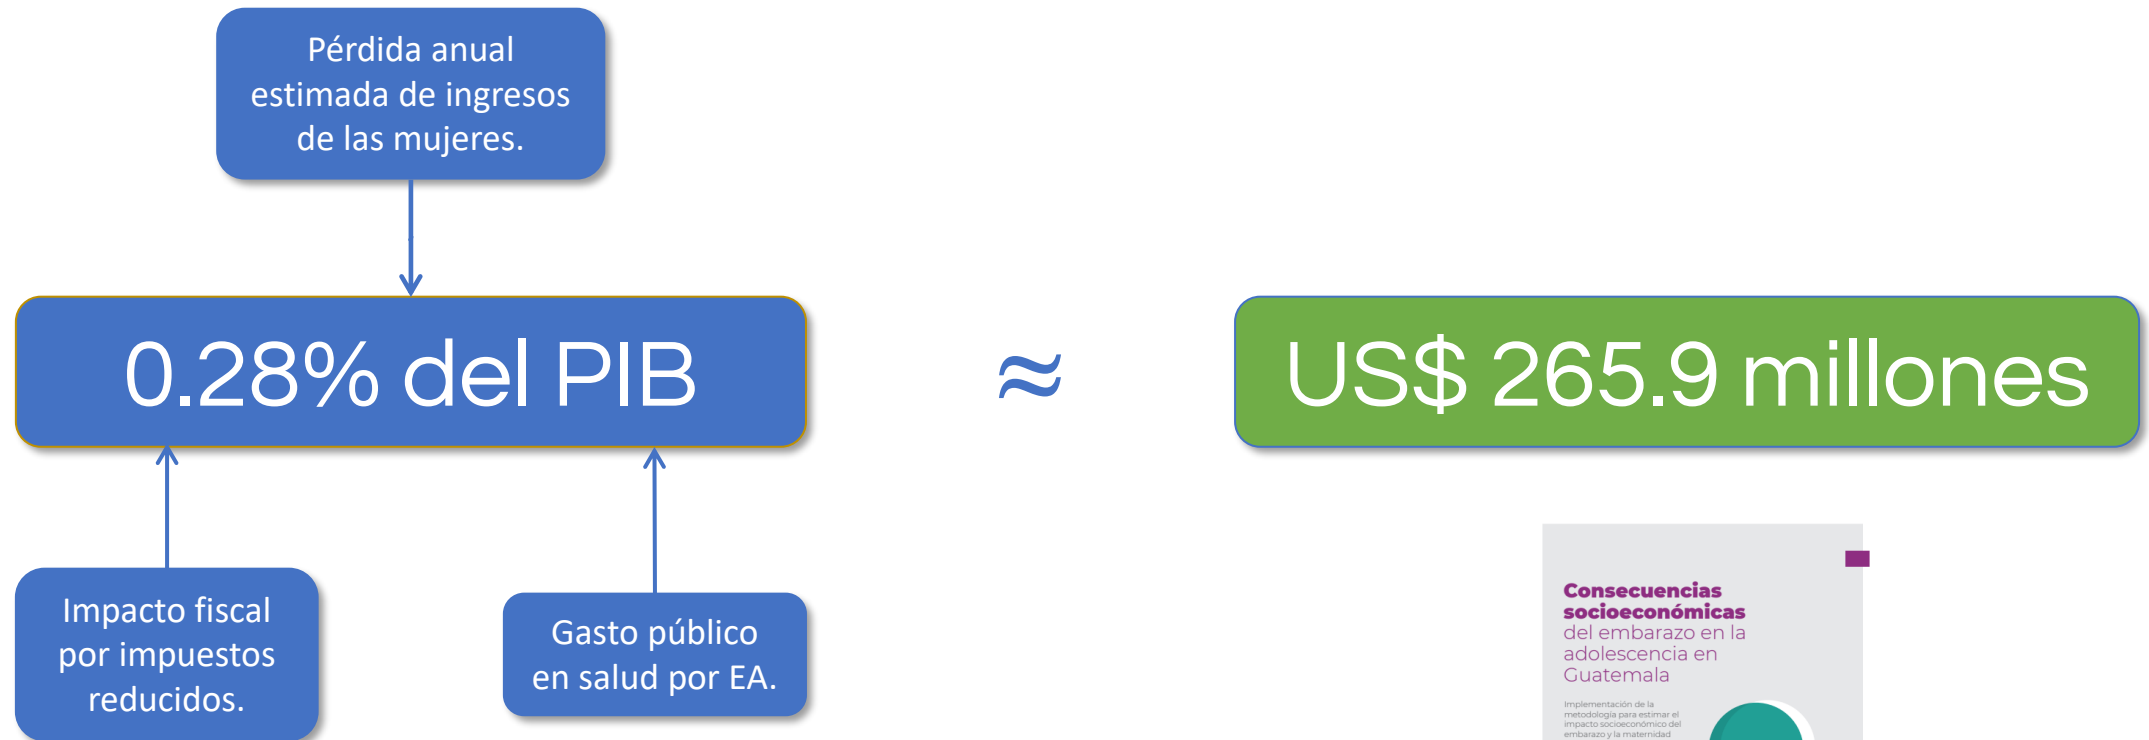 Pérdida anual
estimada de ingresos
de las mujeres.
0.28% del PIB
≈
US$ 265.9 millones
Impacto fiscal
por impuestos
reducidos.
Gasto público
en salud por EA.
Consecuencias
socioeconómicas
del embarazo en la
adolescencia en
Guatemala
Implementación de la
metodología para estimar el
impacto socioeconómico del
embarazo y la maternidad